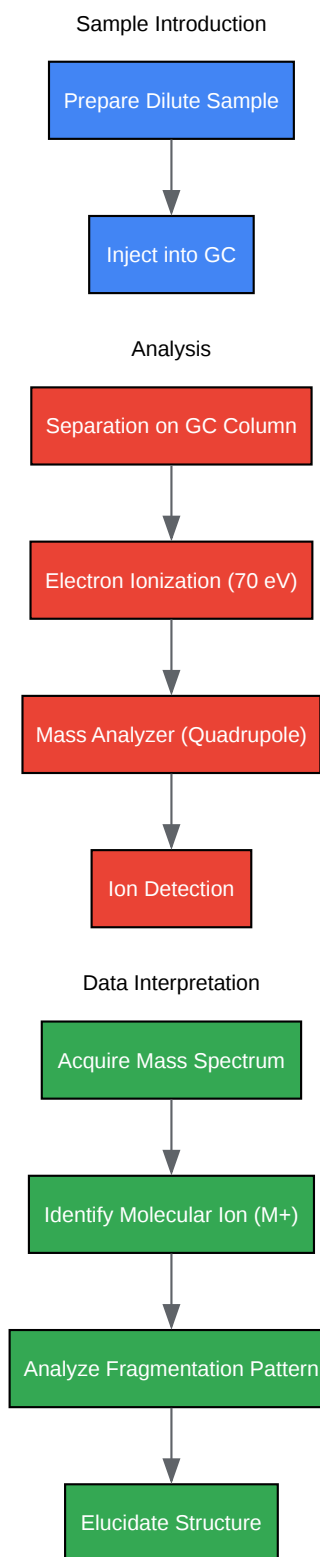 Sample Introduction
Prepare Dilute Sample
Inject into GC
Analysis
Separation on GC Column
Electron Ionization (70 eV)
Mass Analyzer (Quadrupole)
Ion Detection
Data Interpretation
Acquire Mass Spectrum
Identify Molecular Ion (M+)
Analyze Fragmentation Pattern
Elucidate Structure